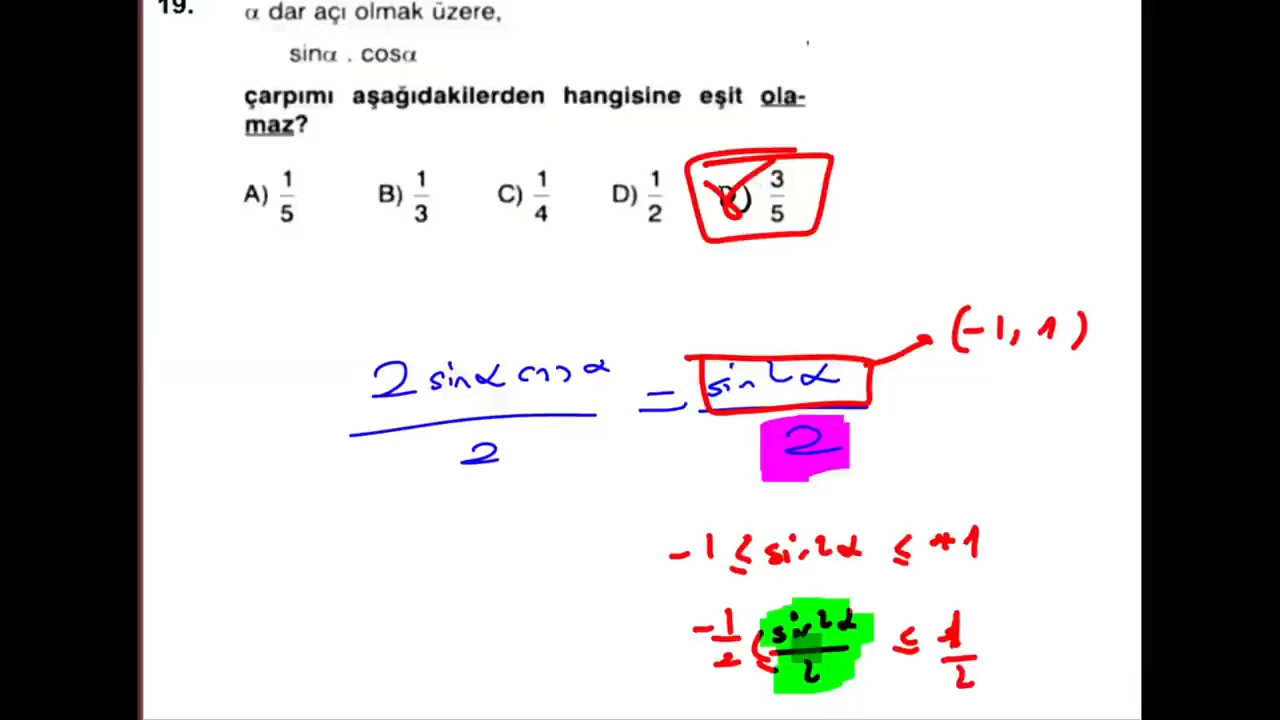 19.
α dar açı olmak üzere,
sinα . cosα
çarpımı aşağıdakilerden hangisine eşit ola-
maz?
A) 1/5 B) 1/3 C) 1/4 D) 1/2 ) 3/5
(-1, 1)
2 sinα cosα / 2 = sin2α / 2
-1 ≤ sin2α ≤ +1
-1/2 ≤ sin2α / 2 ≤ 1/2